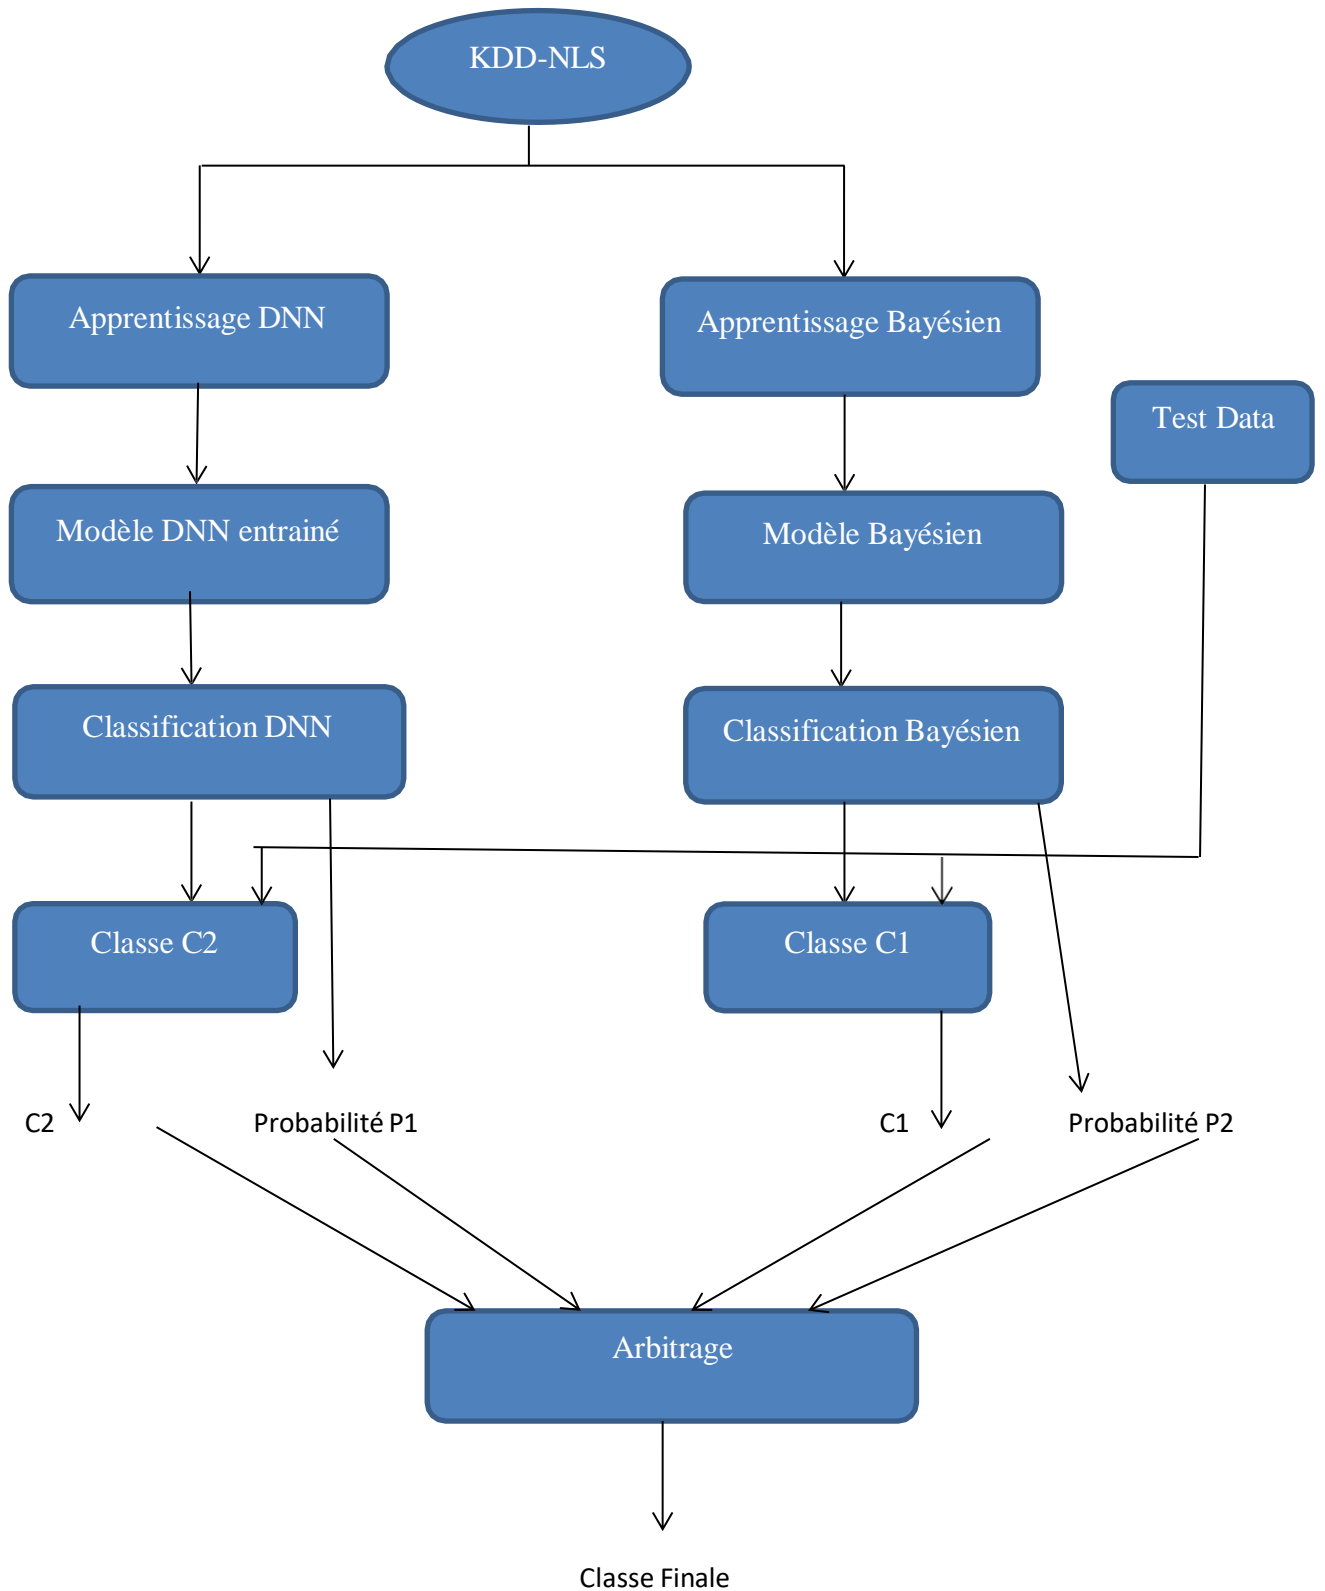 KDD-NLS
Apprentissage DNN
Apprentissage Bayésien
Test Data
Modèle DNN entrainé
Modèle Bayésien
Classification DNN
Classification Bayésien
Classe C2
Classe C1
C2
Probabilité P1
C1
Probabilité P2
Arbitrage
Classe Finale